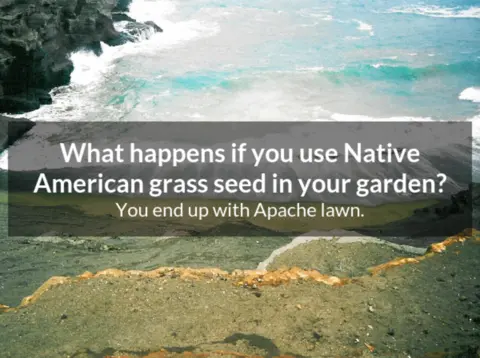 What happens if you use Native
American grass seed in your garden?
You end up with Apache lawn.